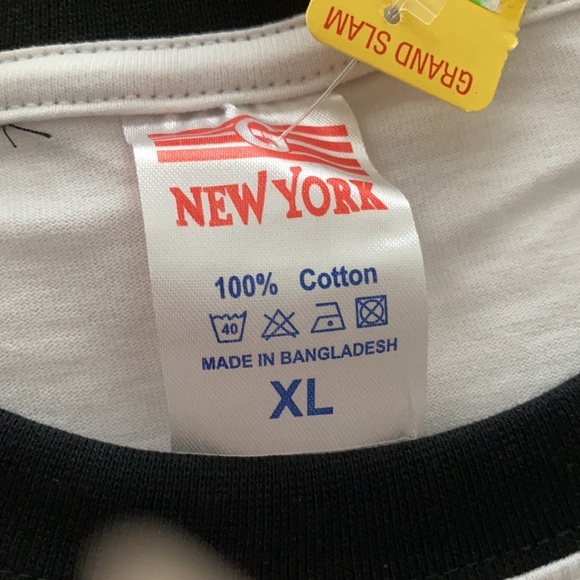 GRAND SLAM
G
NEW YORK
100% Cotton
40
MADE IN BANGLADESH
XL